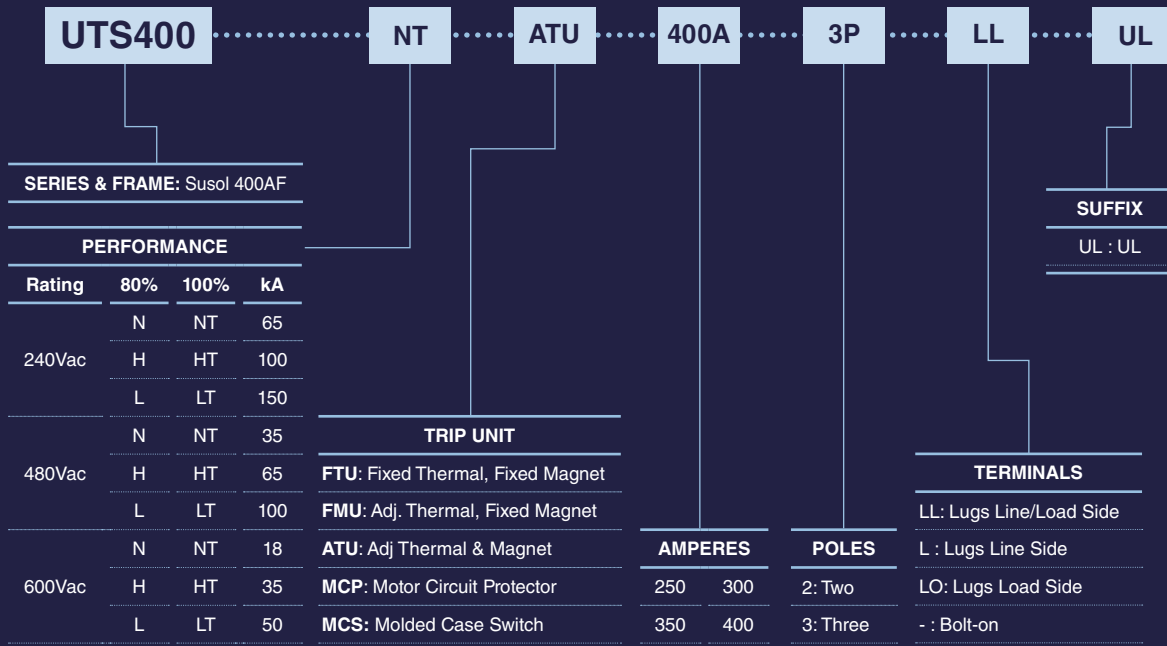 UTS400 NT ATU 400A 3P LL UL
SERIES & FRAME: Susol 400AF
SUFFIX
UL : UL
PERFORMANCE
Rating 80% 100% kA
240Vac
N NT 65
H HT 100
L LT 150
480Vac
N NT 35
H HT 65
L LT 100
600Vac
N NT 18
H HT 35
L LT 50
TRIP UNIT
FTU: Fixed Thermal, Fixed Magnet
FMU: Adj. Thermal, Fixed Magnet
ATU: Adj Thermal & Magnet
MCP: Motor Circuit Protector
MCS: Molded Case Switch
AMPERES
250 300
350 400
POLES
2: Two
3: Three
TERMINALS
LL: Lugs Line/Load Side
L : Lugs Line Side
LO: Lugs Load Side
- : Bolt-on